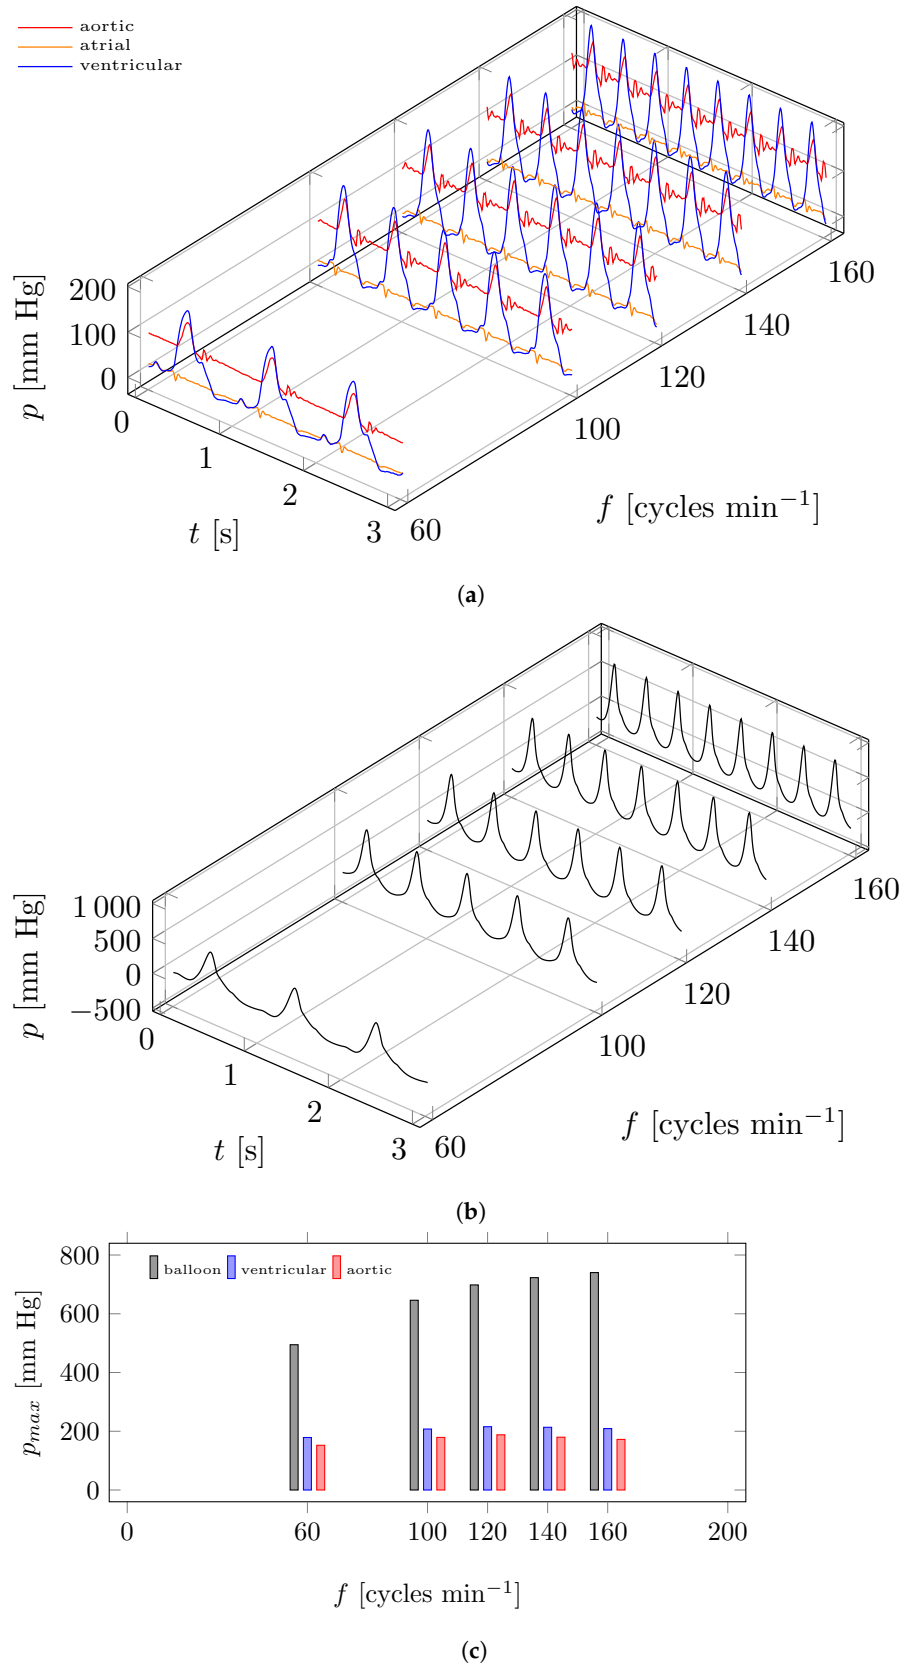 aortic
atrial
ventricular
200
100
0
p [mm Hg]
0
1
2
3
t [s]
60
100
120
140
160
f [cycles min−1]
(a)
1 000
500
0
−500
p [mm Hg]
0
1
2
3
t [s]
60
100
120
140
160
f [cycles min−1]
(b)
800
600
400
200
0
pmax [mm Hg]
balloon ventricular aortic
0 60 100 120 140 160 200
f [cycles min−1]
(c)